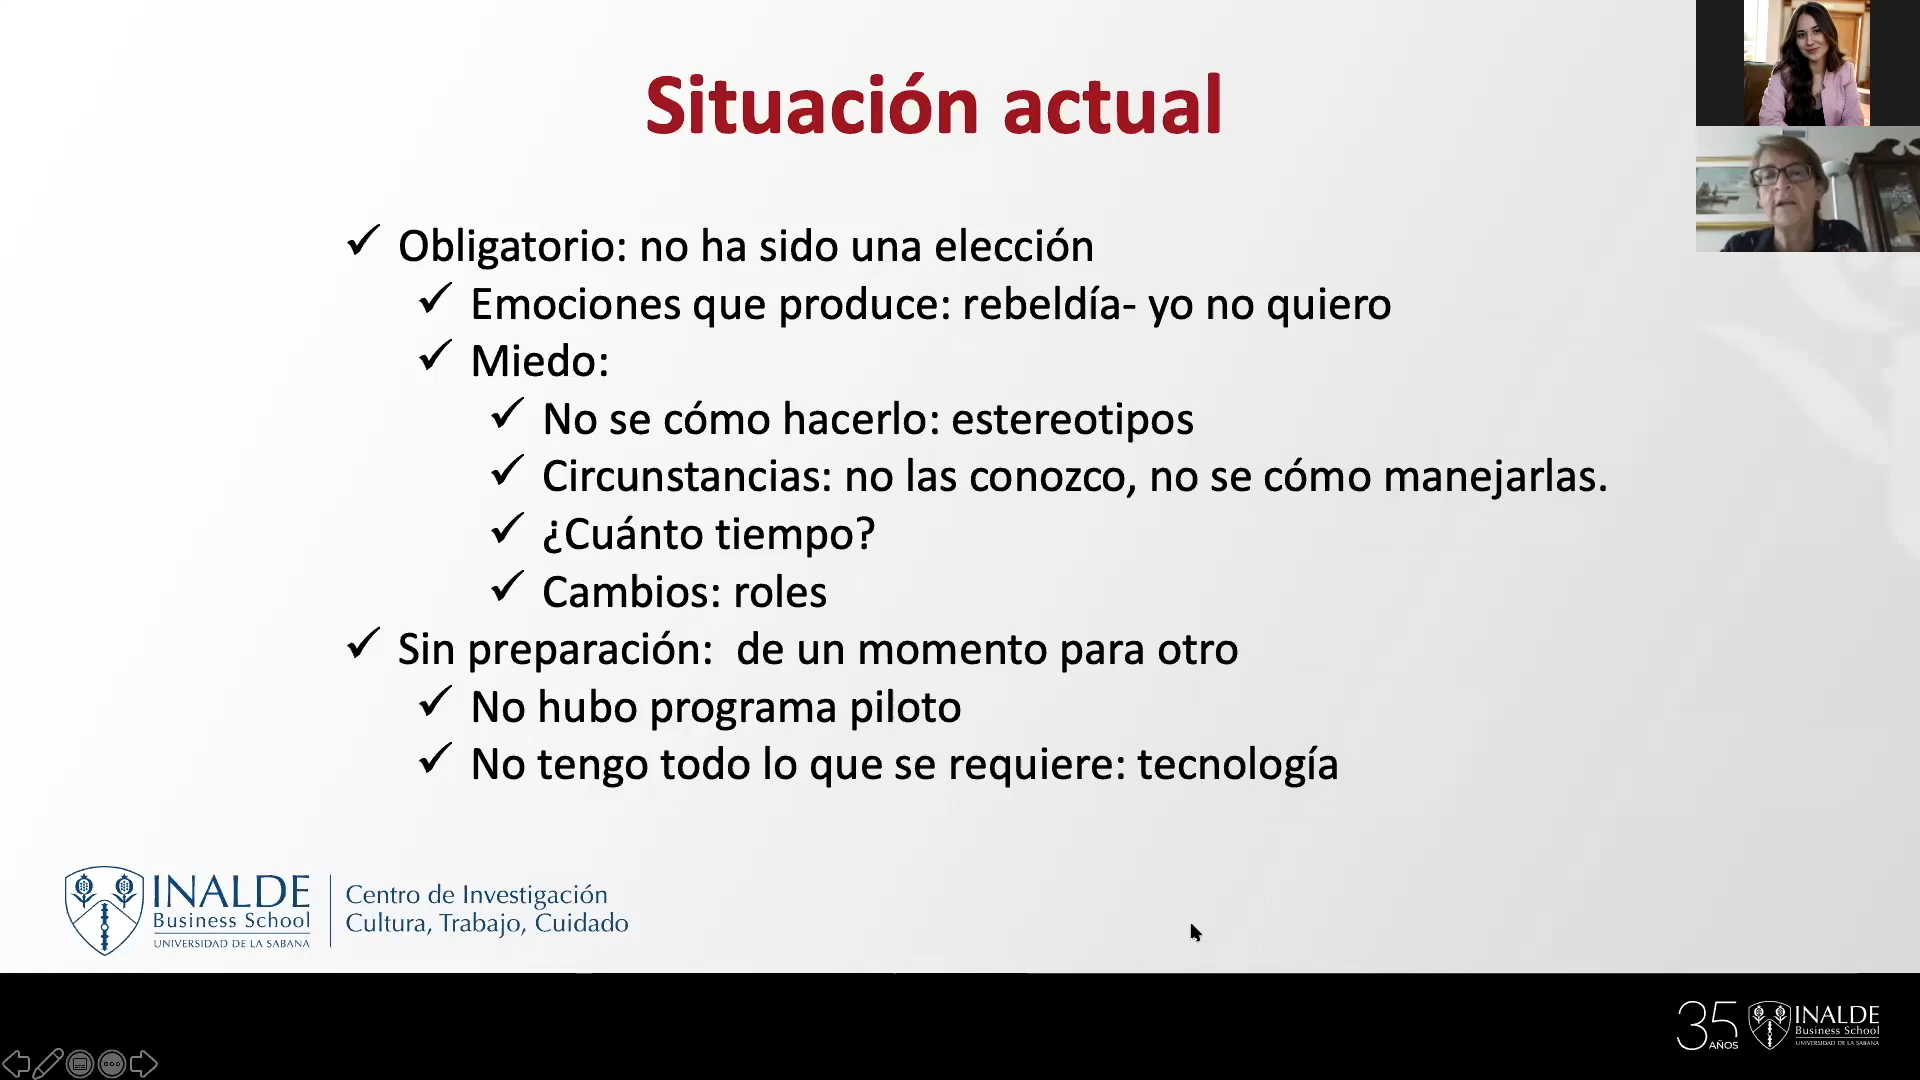 Situación actual
Obligatorio: no ha sido una elección
Emociones que produce: rebeldía- yo no quiero
Miedo:
No se cómo hacerlo: estereotipos
Circunstancias: no las conozco, no se cómo manejarlas.
¿Cuánto tiempo?
Cambios: roles
Sin preparación:  de un momento para otro
No hubo programa piloto
No tengo todo lo que se requiere: tecnología
INALDE
Business School
UNIVERSIDAD DE LA SABANA
Centro de Investigación
Cultura, Trabajo, Cuidado
35
AÑOS
INALDE
Business School
UNIVERSIDAD DE LA SABANA